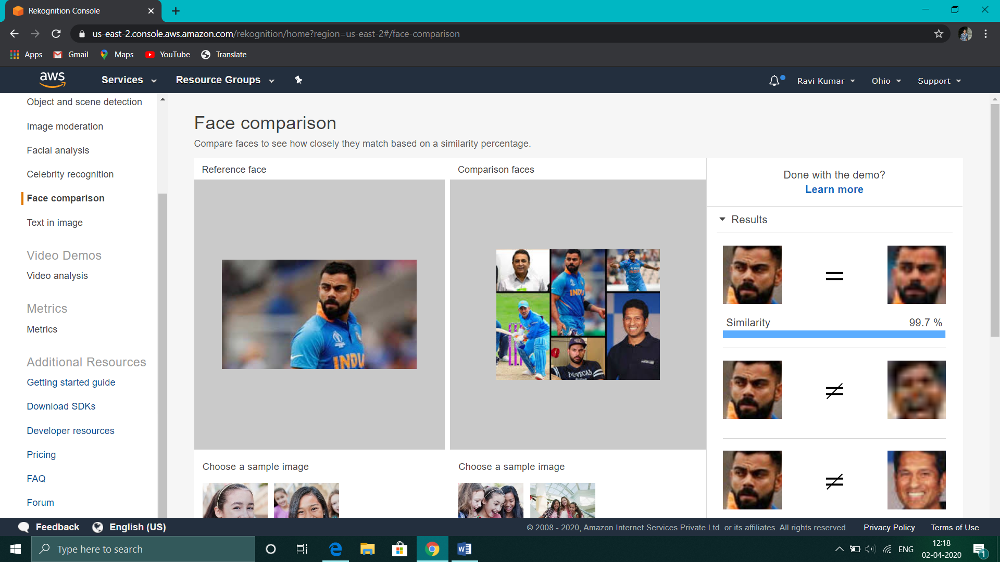 Rekognition Console
us-east-2.console.aws.amazon.com/rekognition/home?region=us-east-2#/face-comparison
Apps Gmail Maps YouTube Translate
aws Services Resource Groups Ravi Kumar Ohio Support
Object and scene detection
Image moderation
Facial analysis
Celebrity recognition
Face comparison
Text in image
Video Demos
Video analysis
Metrics
Metrics
Additional Resources
Getting started guide
Download SDKs
Developer resources
Pricing
FAQ
Forum
Face comparison
Compare faces to see how closely they match based on a similarity percentage.
Reference face
INDIA
Comparison faces
INDIA
Choose a sample image
Choose a sample image
Done with the demo?
Learn more
Results
=
Similarity 99.7 %
≠
≠
Feedback English (US) © 2008 - 2020, Amazon Internet Services Private Ltd. or its affiliates. All rights reserved. Privacy Policy Terms of Use
Type here to search
ENG
12:18
02-04-2020
1